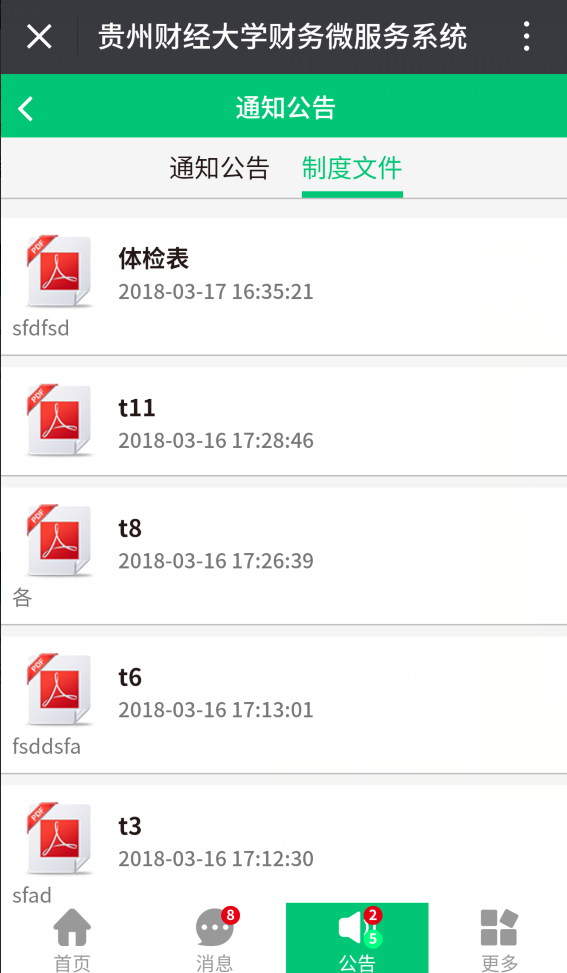 贵州财经大学财务微服务系统
通知公告
通知公告 制度文件
PDF
体检表
2018-03-17 16:35:21
sfdfsd
PDF
t11
2018-03-16 17:28:46
PDF
t8
2018-03-16 17:26:39
各
PDF
t6
2018-03-16 17:13:01
fsddsfa
PDF
t3
2018-03-16 17:12:30
sfad
8 2
5
首页 消息 公告 更多